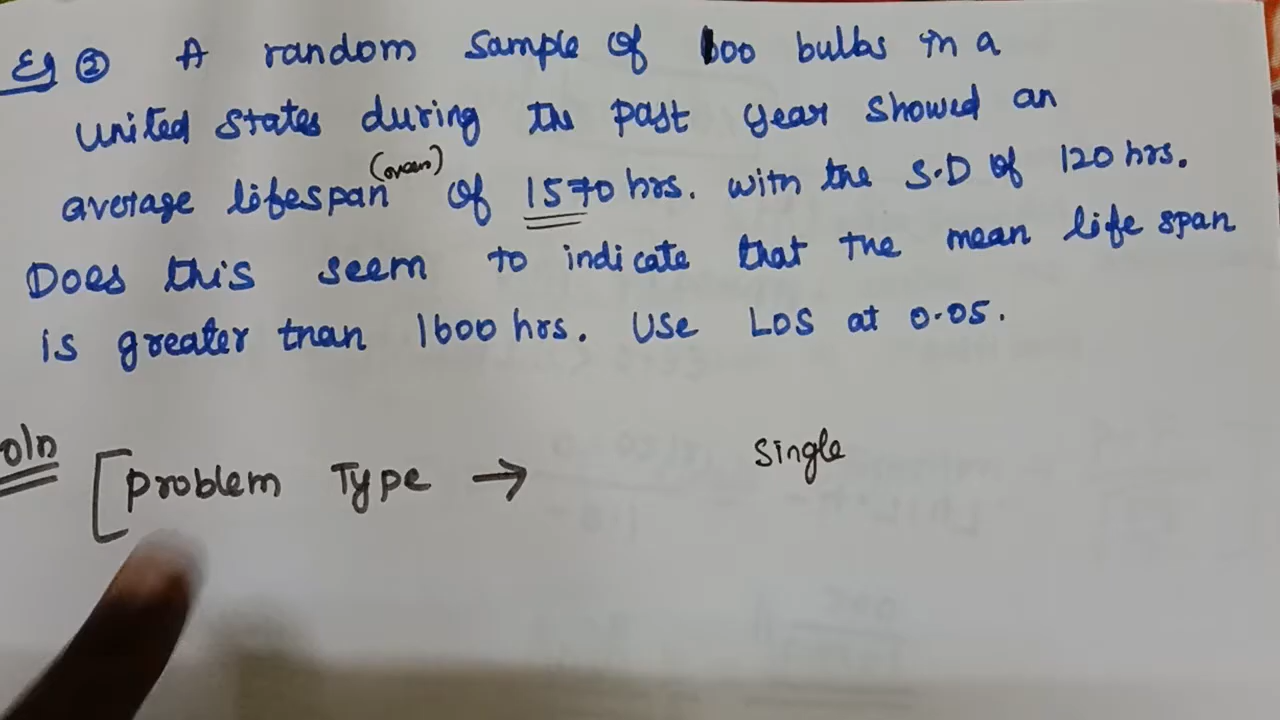 Eg ② A random sample of 100 bulbs in a
United States during the past year showed an
average lifespan (mean) of 1570 hrs. with the S.D of 120 hrs.
Does this seem to indicate that the mean life span
is greater than 1600 hrs. Use LOS at 0.05.
oln
[Problem Type → Single